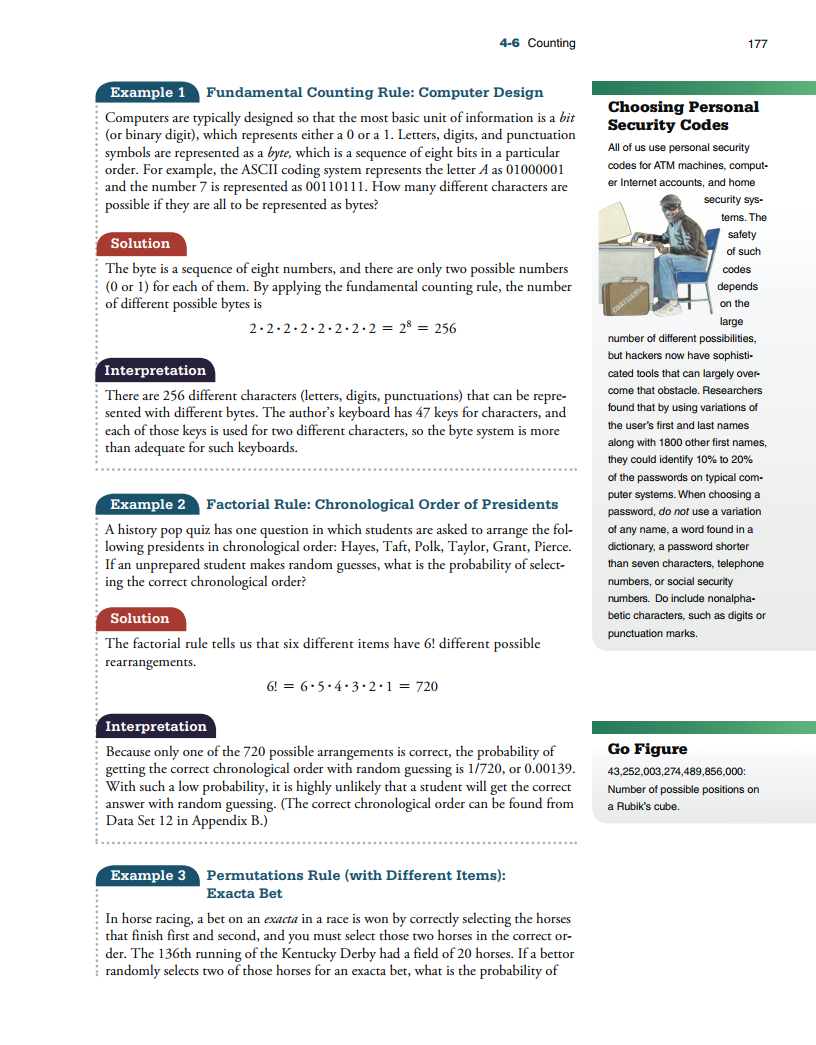 4-6 Counting 177
Example 1 Fundamental Counting Rule: Computer Design
Computers are typically designed so that the most basic unit of information is a bit
(or binary digit), which represents either a 0 or a 1. Letters, digits, and punctuation
symbols are represented as a byte, which is a sequence of eight bits in a particular
order. For example, the ASCII coding system represents the letter A as 01000001
and the number 7 is represented as 00110111. How many different characters are
possible if they are all to be represented as bytes?
Solution
The byte is a sequence of eight numbers, and there are only two possible numbers
(0 or 1) for each of them. By applying the fundamental counting rule, the number
of different possible bytes is
2 · 2 · 2 · 2 · 2 · 2 · 2 · 2 = 2⁸ = 256
Interpretation
There are 256 different characters (letters, digits, punctuations) that can be repre-
sented with different bytes. The author's keyboard has 47 keys for characters, and
each of those keys is used for two different characters, so the byte system is more
than adequate for such keyboards.
Example 2 Factorial Rule: Chronological Order of Presidents
A history pop quiz has one question in which students are asked to arrange the fol-
lowing presidents in chronological order: Hayes, Taft, Polk, Taylor, Grant, Pierce.
If an unprepared student makes random guesses, what is the probability of select-
ing the correct chronological order?
Solution
The factorial rule tells us that six different items have 6! different possible
rearrangements.
6! = 6 · 5 · 4 · 3 · 2 · 1 = 720
Interpretation
Because only one of the 720 possible arrangements is correct, the probability of
getting the correct chronological order with random guessing is 1/720, or 0.00139.
With such a low probability, it is highly unlikely that a student will get the correct
answer with random guessing. (The correct chronological order can be found from
Data Set 12 in Appendix B.)
Example 3 Permutations Rule (with Different Items):
Exacta Bet
In horse racing, a bet on an exacta in a race is won by correctly selecting the horses
that finish first and second, and you must select those two horses in the correct or-
der. The 136th running of the Kentucky Derby had a field of 20 horses. If a bettor
randomly selects two of those horses for an exacta bet, what is the probability of
Choosing Personal
Security Codes
All of us use personal security
codes for ATM machines, comput-
er Internet accounts, and home
security sys-
tems. The
safety
of such
codes
depends
on the
large
CONFIDENTIAL
number of different possibilities,
but hackers now have sophisti-
cated tools that can largely over-
come that obstacle. Researchers
found that by using variations of
the user's first and last names
along with 1800 other first names,
they could identify 10% to 20%
of the passwords on typical com-
puter systems. When choosing a
password, do not use a variation
of any name, a word found in a
dictionary, a password shorter
than seven characters, telephone
numbers, or social security
numbers. Do include nonalpha-
betic characters, such as digits or
punctuation marks.
Go Figure
43,252,003,274,489,856,000:
Number of possible positions on
a Rubik's cube.